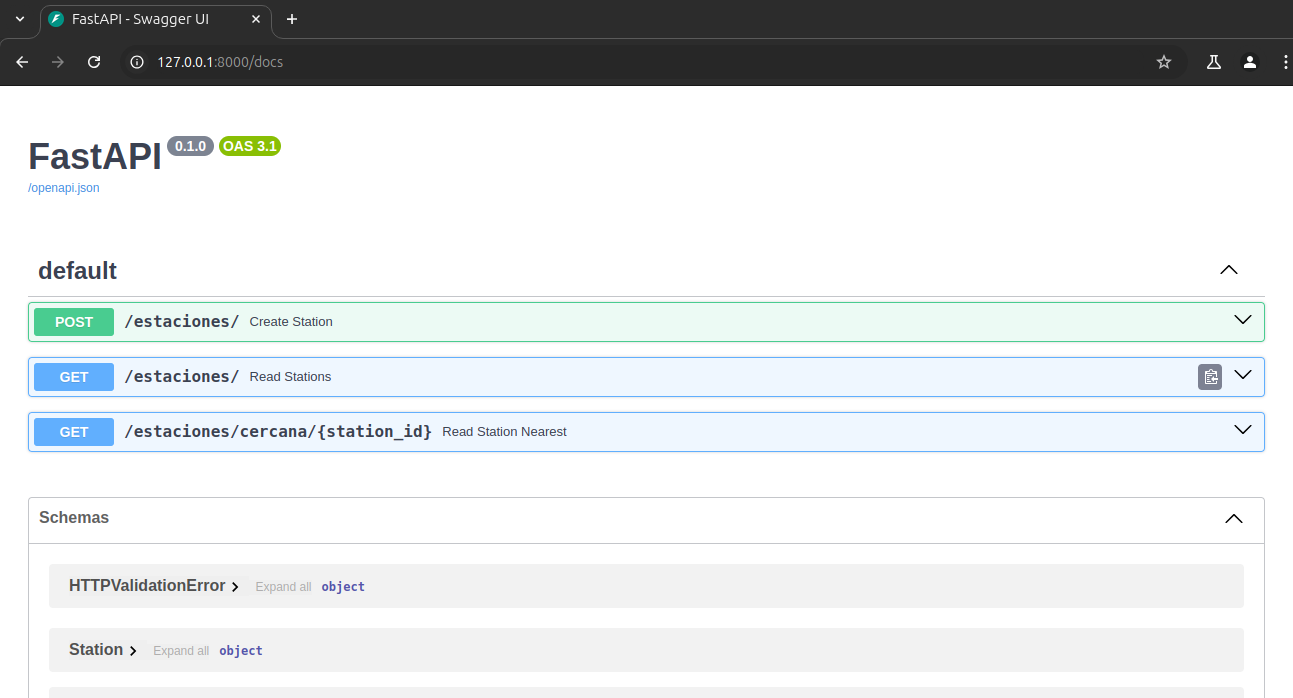 FastAPI - Swagger UI
127.0.0.1:8000/docs
FastAPI 0.1.0 OAS 3.1
/openapi.json
default
POST /estaciones/ Create Station
GET /estaciones/ Read Stations
GET /estaciones/cercana/{station_id} Read Station Nearest
Schemas
HTTPValidationError Expand all object
Station Expand all object